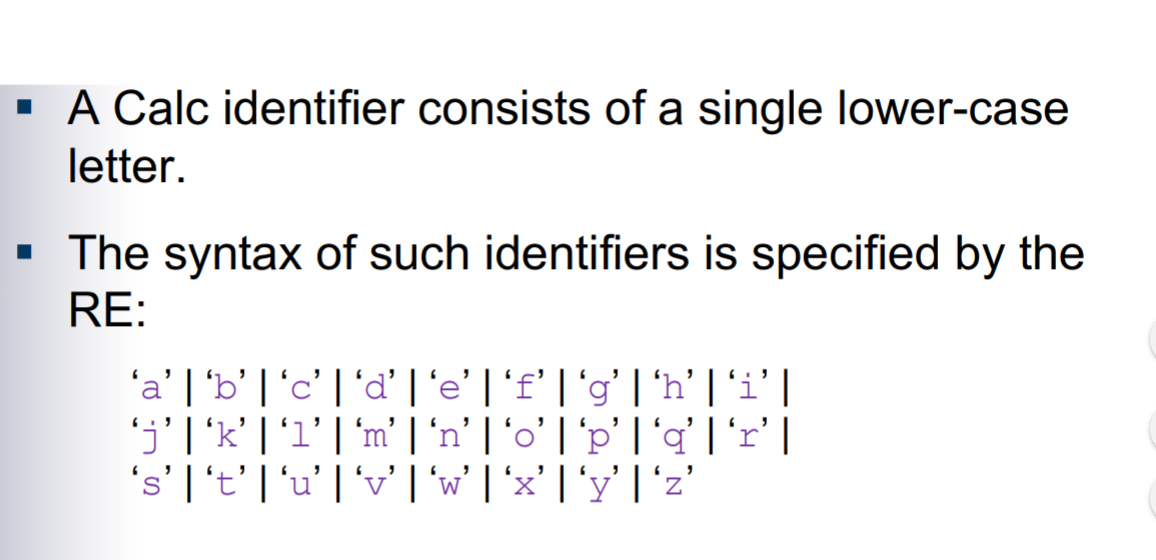 ▪ A Calc identifier consists of a single lower-case
letter.
▪ The syntax of such identifiers is specified by the
RE:
‘a’|‘b’|‘c’|‘d’|‘e’|‘f’|‘g’|‘h’|‘i’|
‘j’|‘k’|‘l’|‘m’|‘n’|‘o’|‘p’|‘q’|‘r’|
‘s’|‘t’|‘u’|‘v’|‘w’|‘x’|‘y’|‘z’